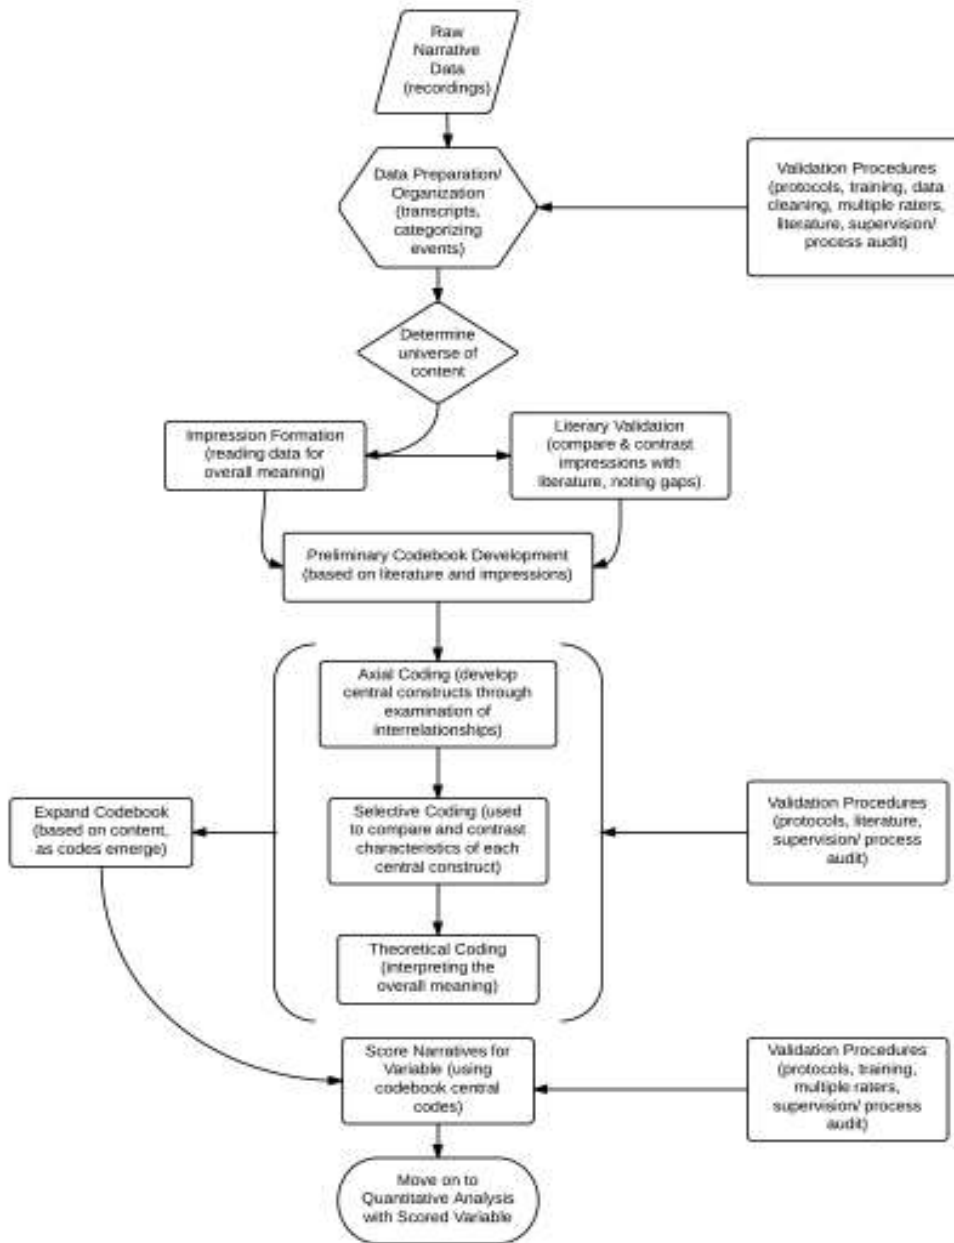 Raw
Narrative
Data
(recordings)
Data Preparation/
Organization
(transcripts,
categorizing
events)
Validation Procedures
(protocols, training, data
cleaning, multiple raters,
literature, supervision/
process audit)
Determine
universe of
content
Impression Formation
(reading data for
overall meaning)
Literary Validation
(compare & contrast
impressions with
literature, noting gaps)
Preliminary Codebook Development
(based on literature and impressions)
Axial Coding (develop
central constructs through
examination of
interrelationships)
Expand Codebook
(based on content,
as codes emerge)
Selective Coding (used
to compare and contrast
characteristics of each
central construct)
Validation Procedures
(protocols, literature,
supervision/ process
audit)
Theoretical Coding
(interpreting the
overall meaning)
Score Narratives for
Variable (using
codebook central
codes)
Validation Procedures
(protocols, training,
multiple raters,
supervision/ process
audit)
Move on to
Quantitative Analysis
with Scored Variable